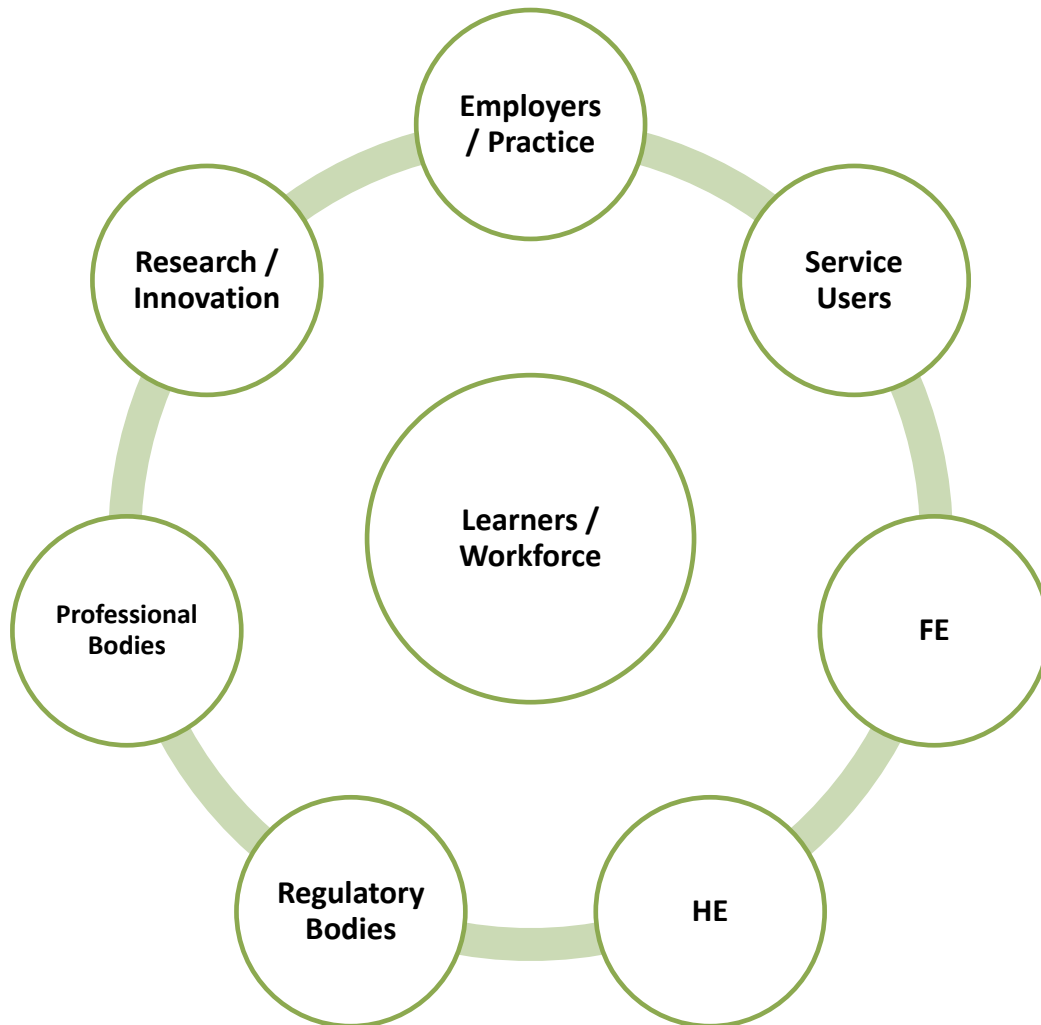 Employers
/ Practice
Service
Users
FE
HE
Regulatory
Bodies
Professional
Bodies
Research /
Innovation
Learners /
Workforce